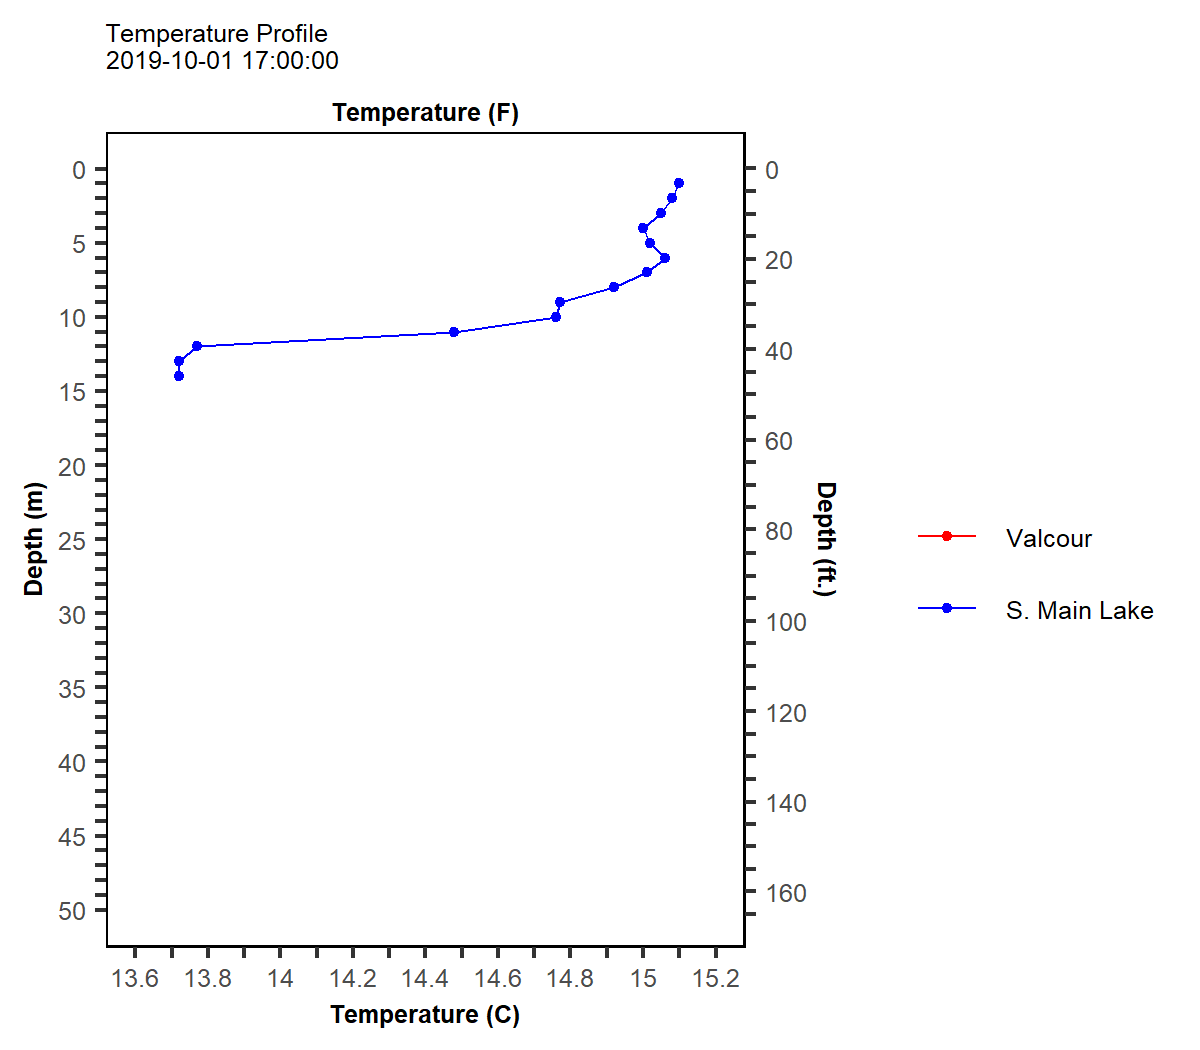 Temperature Profile
2019-10-01 17:00:00
Temperature (F)
0
5
10
15
20
25
30
35
40
45
50
Depth (m)
0
20
40
60
80
100
120
140
160
Depth (ft.)
13.6 13.8 14 14.2 14.4 14.6 14.8 15 15.2
Temperature (C)
Valcour
S. Main Lake